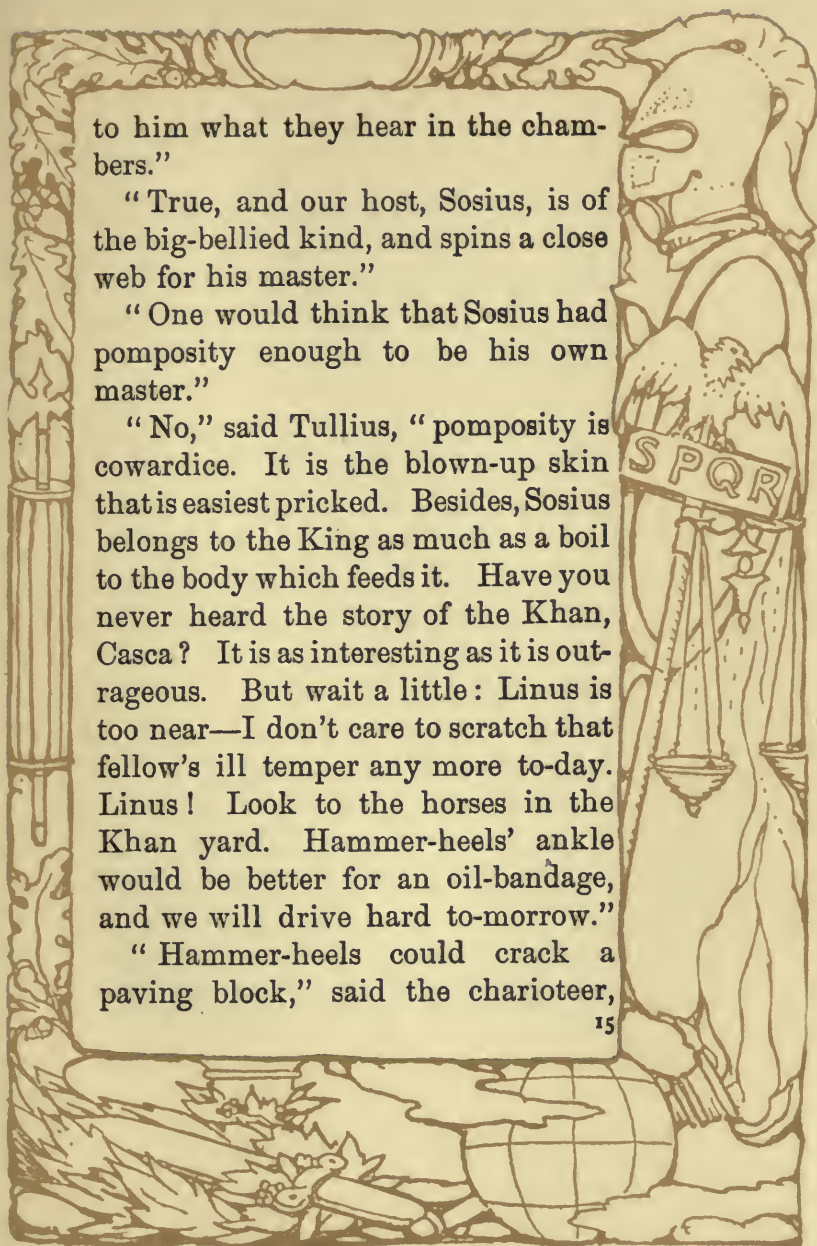 to him what they hear in the cham-
bers.”
“ True, and our host, Sosius, is of
the big-bellied kind, and spins a close
web for his master.”
“ One would think that Sosius had
pomposity enough to be his own
master.”
“ No,” said Tullius, “ pomposity is
cowardice. It is the blown-up skin
that is easiest pricked. Besides, Sosius
belongs to the King as much as a boil
to the body which feeds it. Have you
never heard the story of the Khan,
Casca ? It is as interesting as it is out-
rageous. But wait a little : Linus is
too near—I don’t care to scratch that
fellow’s ill temper any more to-day.
Linus ! Look to the horses in the
Khan yard. Hammer-heels’ ankle
would be better for an oil-bandage,
and we will drive hard to-morrow.”
“ Hammer-heels could crack a
paving block,” said the charioteer,
15
SPQR